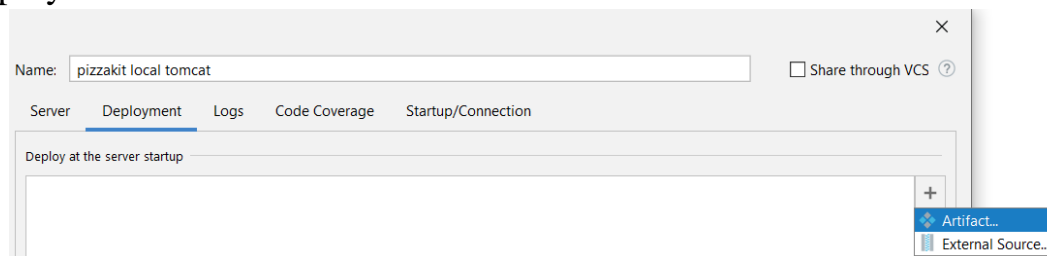 Name: pizzakit local tomcat Share through VCS ?
Server Deployment Logs Code Coverage Startup/Connection
Deploy at the server startup
Artifact...
External Source..